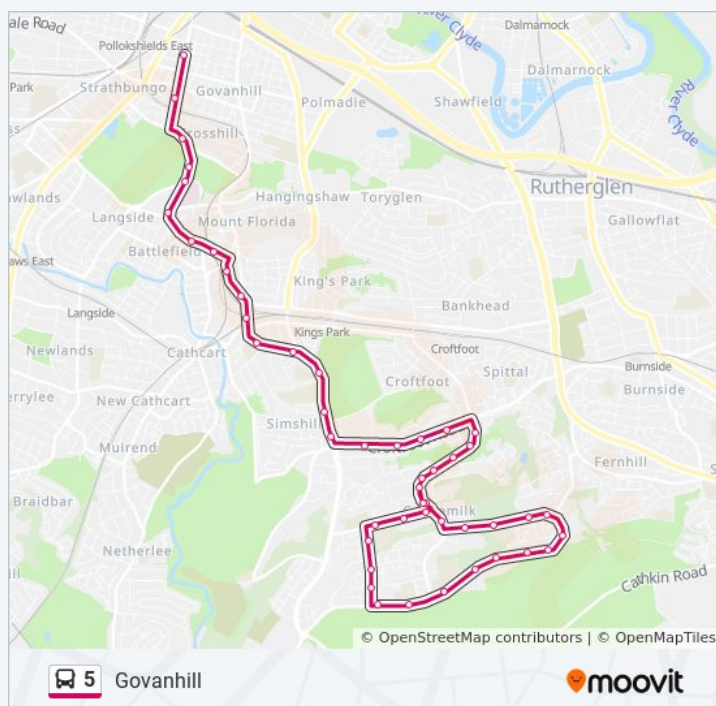 ale Road
Pollokshields East
River Clyde
Dalmarnock
Park
Strathbungo
Govanhill
Polmadie
Shawfield
Dalmarnock
River Clyde
Crosshill
Rutherglen
Hangingshaw
Toryglen
Langside
Mount Florida
Gallowflat
Battlefield
aws East
King's Park
Bankhead
Langside
Kings Park
Cathcart
Croftfoot
Newlands
Burnside
Spittal
Croftfoot
Burnside
errylee
New Cathcart
Simshill
Muirend
Fernhill
Braidbar
Netherlee
Cathkin Road
© OpenStreetMap contributors | © OpenMapTiles
5 Govanhill
moovit